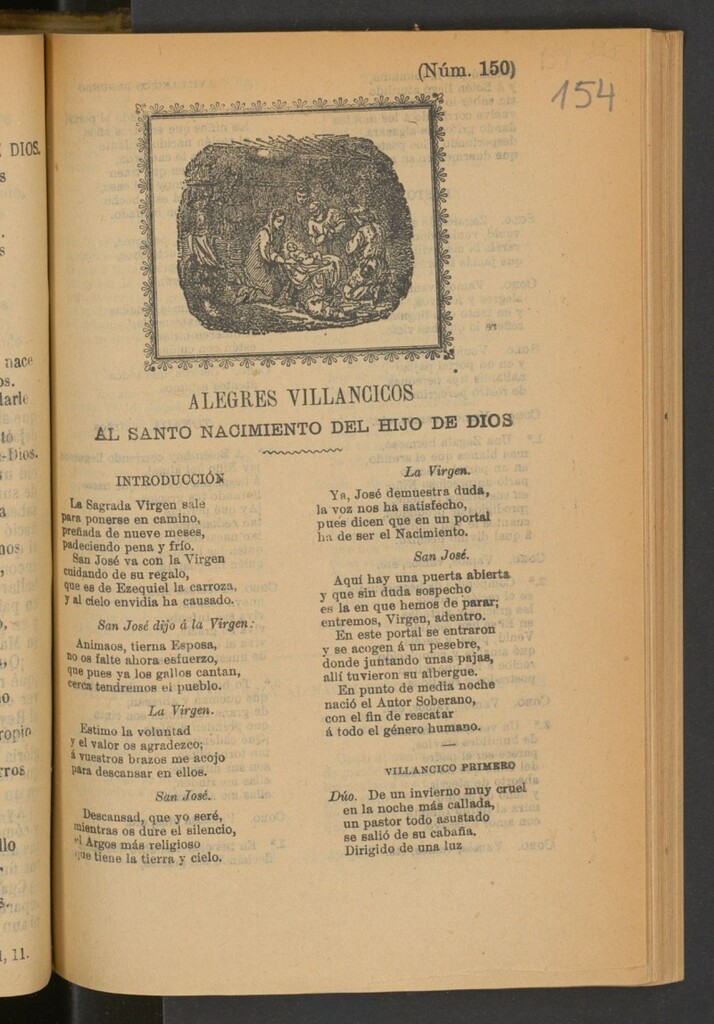 (Núm. 150)
154
ALEGRES VILLANCICOS
AL SANTO NACIMIENTO DEL HIJO DE DIOS
INTRODUCCIÓN
La Sagrada Virgen sale
para ponerse en camino,
preñada de nueve meses,
padeciendo pena y frío.
San José va con la Virgen
cuidando de su regalo,
que es de Ezequiel la carroza,
y al cielo envidia ha causado.
San José dijo á la Virgen:
Animaos, tierna Esposa,
no os falte ahora esfuerzo,
que pues ya los gallos cantan,
cerca tendremos el pueblo.
La Virgen.
Estimo la voluntad
y el valor os agradezco;
á vuestros brazos me acojo
para descansar en ellos.
San José.
Descansad, que yo seré,
mientras os dure el silencio,
el Argos más religioso
que tiene la tierra y cielo.
La Virgen.
Ya, José demuestra duda,
la voz nos ha satisfecho,
pues dicen que en un portal
ha de ser el Nacimiento.
San José.
Aquí hay una puerta abierta
y que sin duda sospecho
es la en que hemos de parar;
entremos, Virgen, adentro.
En este portal se entraron
y se acogen á un pesebre,
donde juntando unas pajas,
allí tuvieron su albergue.
En punto de media noche
nació el Autor Soberano,
con el fin de rescatar
á todo el género humano.
VILLANCICO PRIMERO
Dúo. De un invierno muy cruel
en la noche más callada,
un pastor todo asustado
se salió de su cabaña.
Dirigido de una luz
DIOS.
nace
11.